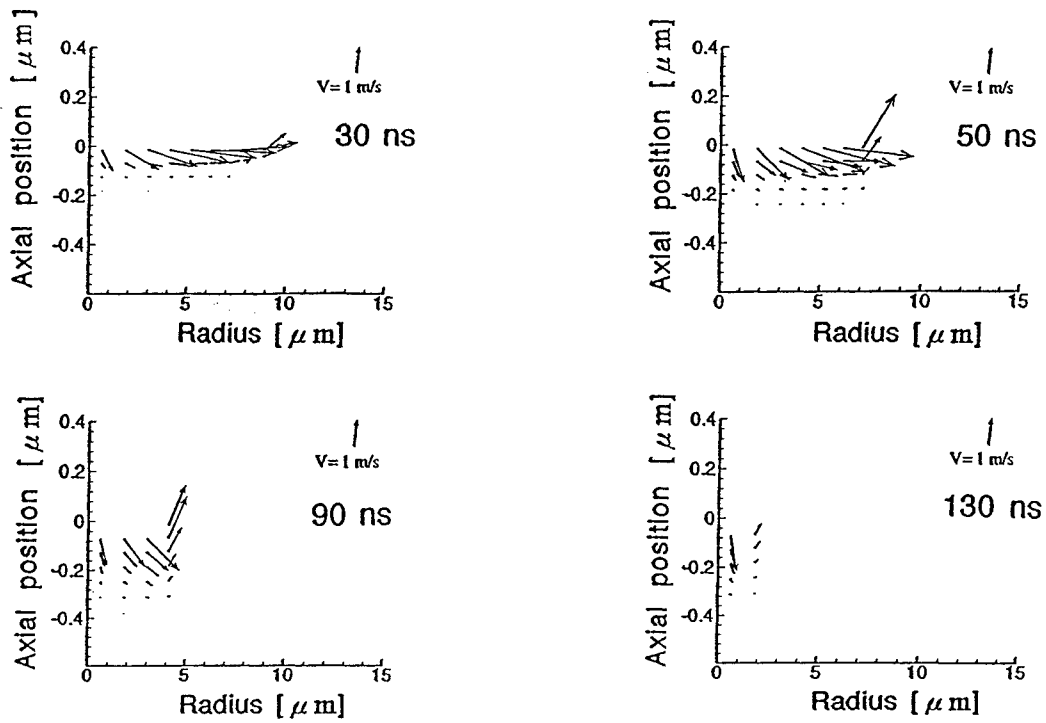 Axial position [μm]
0.4
0.2
0
-0.2
-0.4
0
5
10
15
Radius [μm]
V= 1 m/s
30 ns
Axial position [μm]
0.4
0.2
0
-0.2
-0.4
0
5
10
15
Radius [μm]
V= 1 m/s
50 ns
Axial position [μm]
0.4
0.2
0
-0.2
-0.4
0
5
10
15
Radius [μm]
V= 1 m/s
90 ns
Axial position [μm]
0.4
0.2
0
-0.2
-0.4
0
5
10
15
Radius [μm]
V= 1 m/s
130 ns